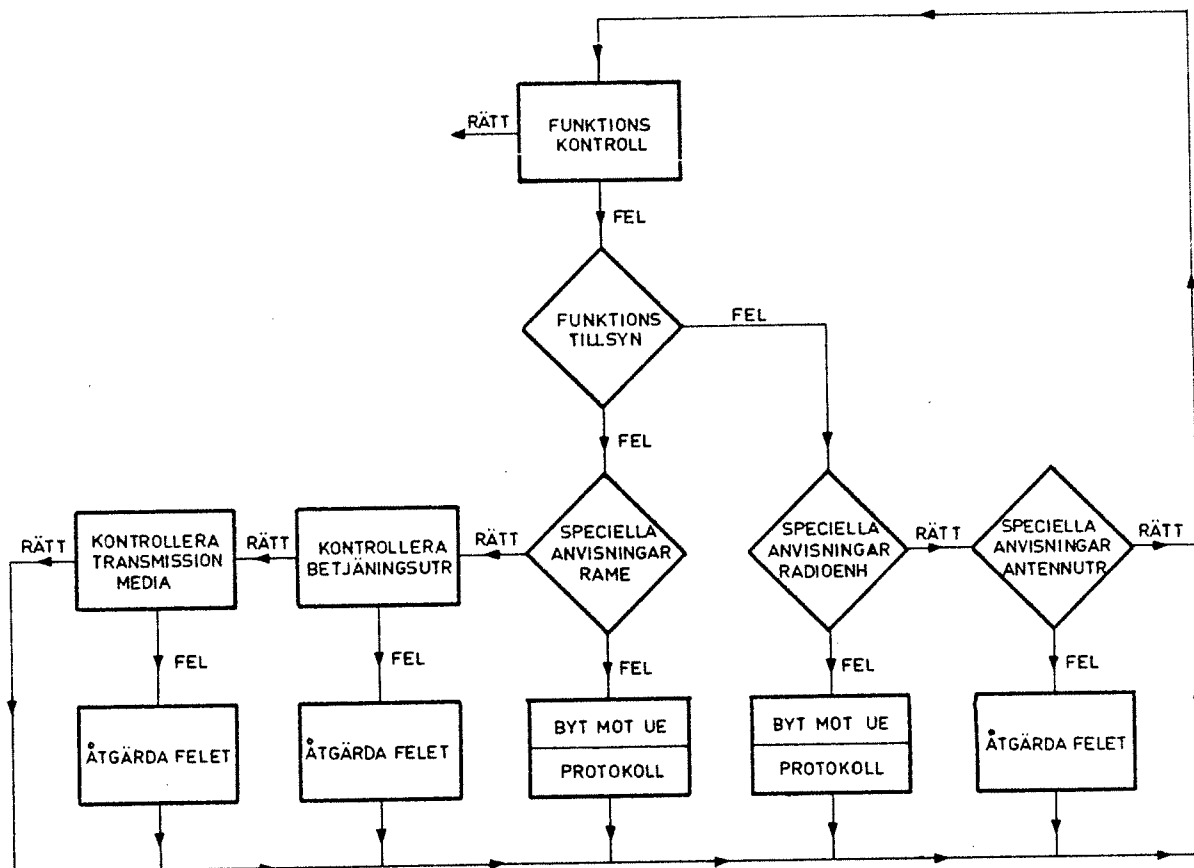 RÄTT
FUNKTIONS
KONTROLL
FEL
FUNKTIONS
TILLSYN
FEL
FEL
RÄTT
KONTROLLERA
TRANSMISSION
MEDIA
RÄTT
KONTROLLERA
BETJÄNINGSUTR
RÄTT
SPECIELLA
ANVISNINGAR
RAME
SPECIELLA
ANVISNINGAR
RADIOENH
RÄTT
SPECIELLA
ANVISNINGAR
ANTENNUTR
RÄTT
FEL
FEL
FEL
FEL
FEL
ÅTGÄRDA FELET
ÅTGÄRDA FELET
BYT MOT UE
PROTOKOLL
BYT MOT UE
PROTOKOLL
ÅTGÄRDA FELET